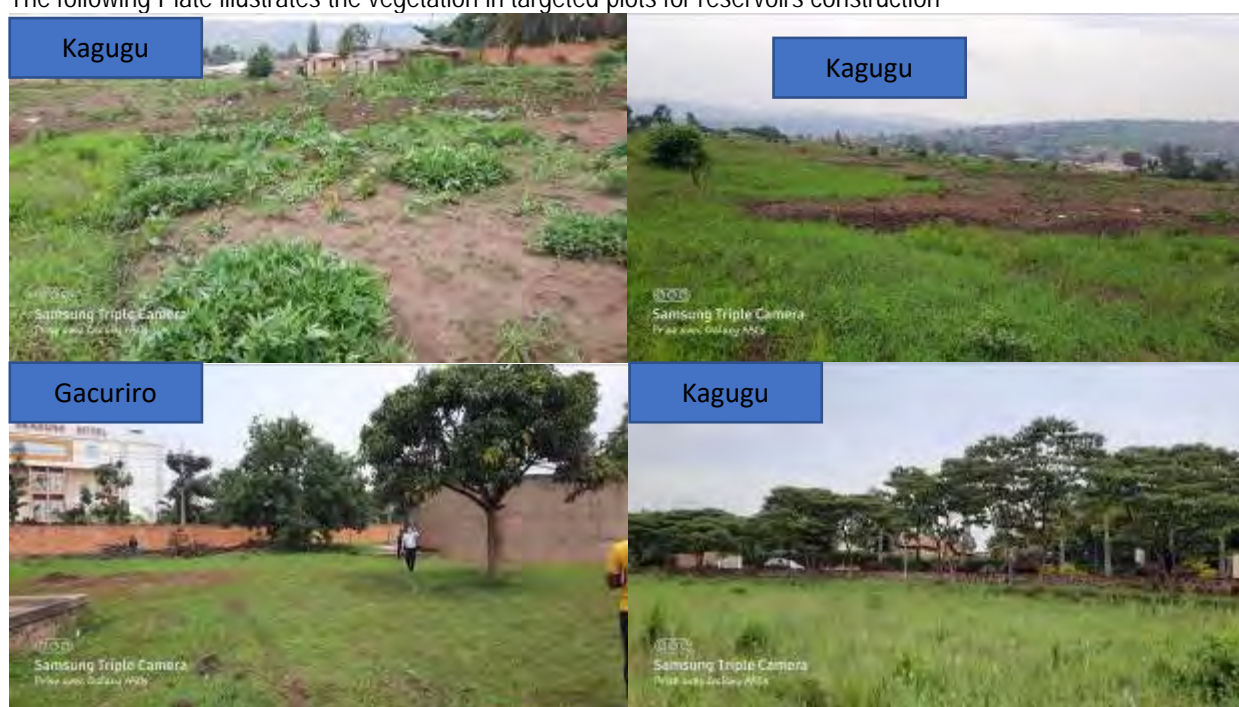 The following Plate illustrates the vegetation in targeted plots for reservoirs construction
Kagugu
Kagugu
Samsung Triple Camera
Samsung Triple Camera
Gacuriro
Kagugu
HOTEL
Samsung Triple Camera
Samsung Triple Camera